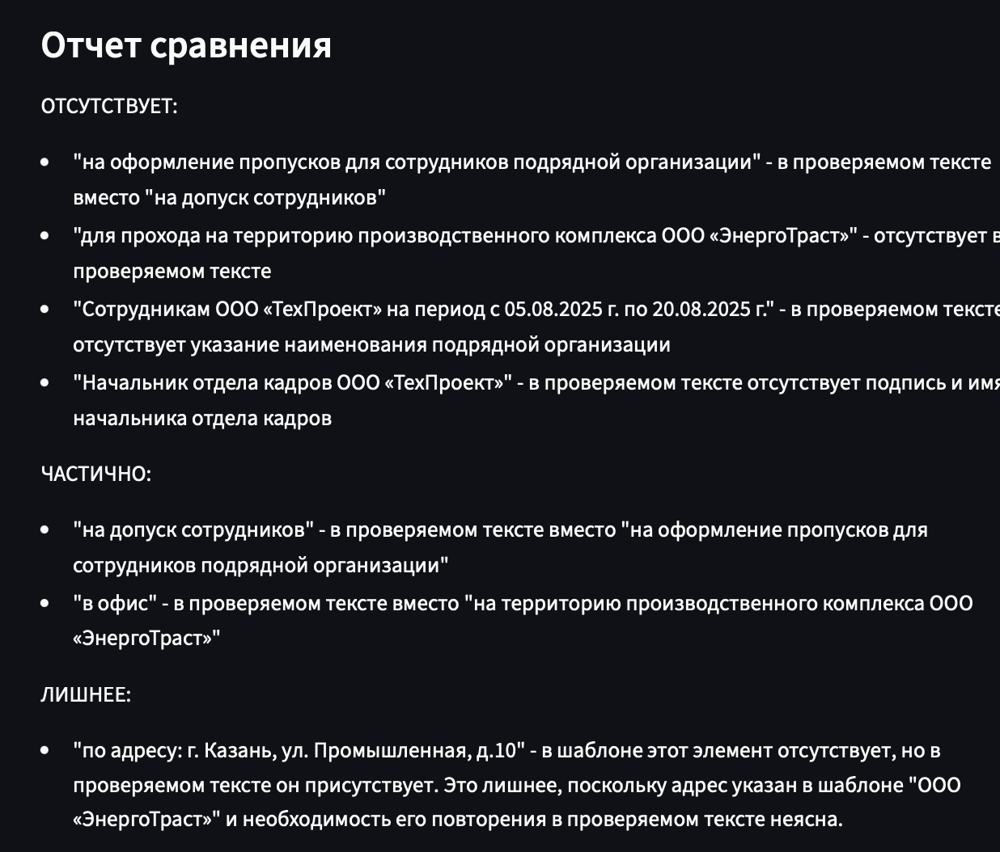 Отчет сравнения
ОТСУТСТВУЕТ:
• "на оформление пропусков для сотрудников подрядной организации" - в проверяемом тексте
вместо "на допуск сотрудников"
• "для прохода на территорию производственного комплекса ООО «ЭнергоТраст»" - отсутствует в
проверяемом тексте
• "Сотрудникам ООО «ТехПроект» на период с 05.08.2025 г. по 20.08.2025 г." - в проверяемом тексте
отсутствует указание наименования подрядной организации
• "Начальник отдела кадров ООО «ТехПроект»" - в проверяемом тексте отсутствует подпись и имя
начальника отдела кадров
ЧАСТИЧНО:
• "на допуск сотрудников" - в проверяемом тексте вместо "на оформление пропусков для
сотрудников подрядной организации"
• "в офис" - в проверяемом тексте вместо "на территорию производственного комплекса ООО
«ЭнергоТраст»"
ЛИШНЕЕ:
• "по адресу: г. Казань, ул. Промышленная, д.10" - в шаблоне этот элемент отсутствует, но в
проверяемом тексте он присутствует. Это лишнее, поскольку адрес указан в шаблоне "ООО
«ЭнергоТраст»" и необходимость его повторения в проверяемом тексте неясна.